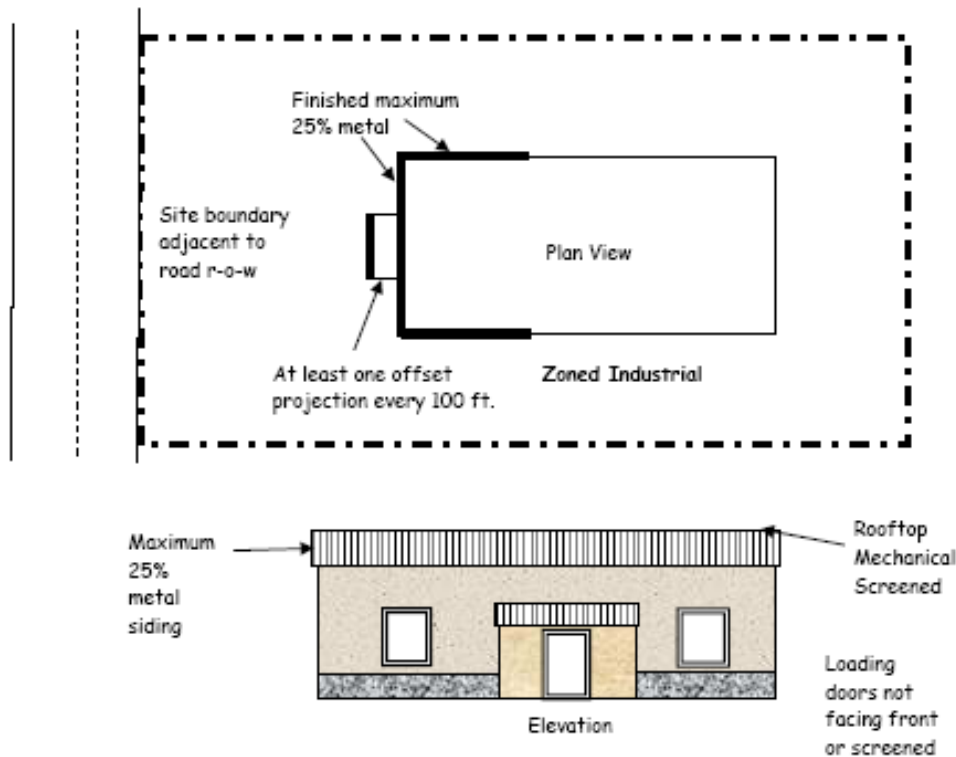 Finished maximum
25% metal
Site boundary
adjacent to
road r-o-w
Plan View
At least one offset
projection every 100 ft.
Zoned Industrial
Maximum
25%
metal
siding
Rooftop
Mechanical
Screened
Loading
doors not
facing front
or screened
Elevation